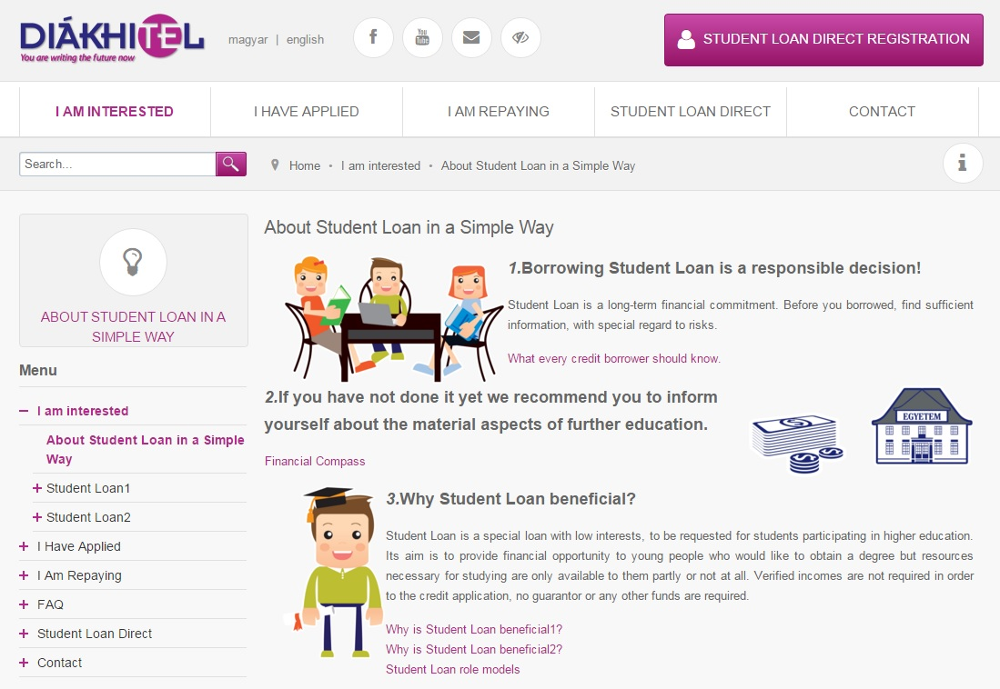 DIÁKHITEL
You are writing the future now
magyar | english
You Tube
STUDENT LOAN DIRECT REGISTRATION
I AM INTERESTED
I HAVE APPLIED
I AM REPAYING
STUDENT LOAN DIRECT
CONTACT
Search...
Home • I am interested • About Student Loan in a Simple Way
ABOUT STUDENT LOAN IN A
SIMPLE WAY
Menu
I am interested
About Student Loan in a Simple
Way
Student Loan1
Student Loan2
I Have Applied
I Am Repaying
FAQ
Student Loan Direct
Contact
About Student Loan in a Simple Way
1.Borrowing Student Loan is a responsible decision!
Student Loan is a long-term financial commitment. Before you borrowed, find sufficient
information, with special regard to risks.
What every credit borrower should know.
2.If you have not done it yet we recommend you to inform
yourself about the material aspects of further education.
Financial Compass
EGYETEM
3.Why Student Loan beneficial?
Student Loan is a special loan with low interests, to be requested for students participating in higher education.
Its aim is to provide financial opportunity to young people who would like to obtain a degree but resources
necessary for studying are only available to them partly or not at all. Verified incomes are not required in order
to the credit application, no guarantor or any other funds are required.
Why is Student Loan beneficial1?
Why is Student Loan beneficial2?
Student Loan role models